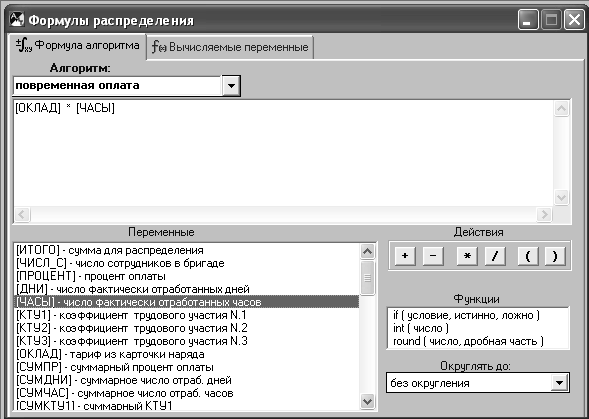 Формулы распределения
Формула алгоритма
Вычисляемые переменные
Алгоритм:
повременная оплата
[ОКЛАД] * [ЧАСЫ]
Переменные
[ИТОГО] - сумма для распределения
[ЧИСЛ_С] - число сотрудников в бригаде
[ПРОЦЕНТ] - процент оплаты
[ДНИ] - число фактически отработанных дней
[ЧАСЫ] - число фактически отработанных часов
[КТУ1] - коэффициент трудового участия N.1
[КТУ2] - коэффициент трудового участия N.2
[КТУ3] - коэффициент трудового участия N.3
[ОКЛАД] - тариф из карточки наряда
[СУМПР] - суммарный процент оплаты
[СУМДНИ] - суммарное число отраб. дней
[СУМЧАС] - суммарное число отраб. часов
[СУМКТУ1] - суммарный КТУ1
Действия
+ - * / ( )
Функции
if ( условие, истинно, ложно )
int ( число )
round ( число, дробная часть )
Округлять до:
без округления